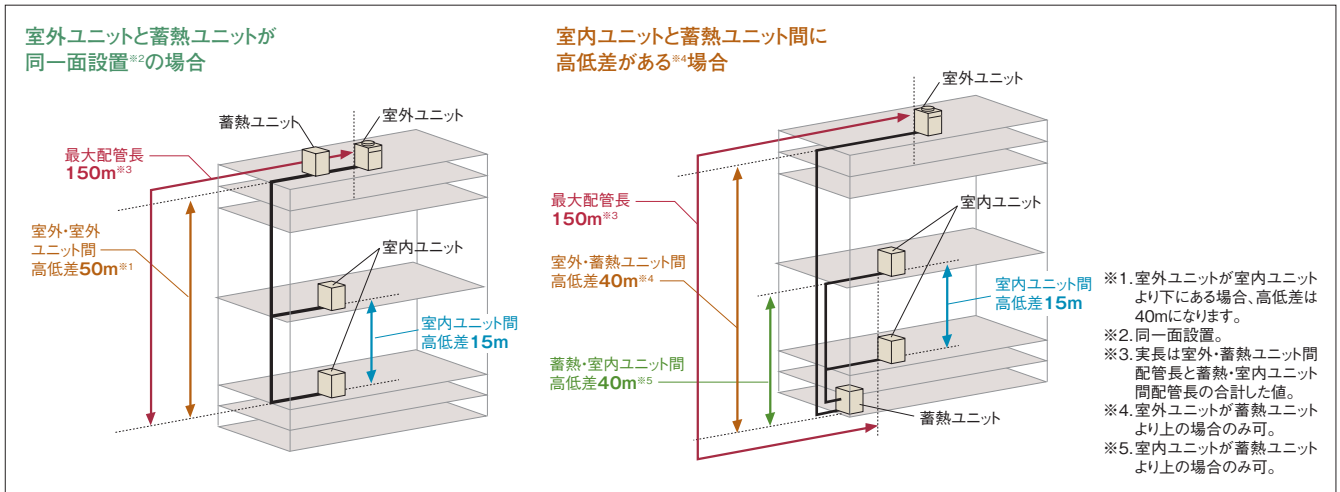 室外ユニットと蓄熱ユニットが
同一面設置※2の場合
蓄熱ユニット
室外ユニット
最大配管長
150m※3
室外・室外
ユニット間
高低差50m※1
室内ユニット
室内ユニット間
高低差15m
室内ユニットと蓄熱ユニット間に
高低差がある※4場合
室外ユニット
最大配管長
150m※3
室内ユニット
室外・蓄熱ユニット間
高低差40m※4
室内ユニット間
高低差15m
蓄熱・室内ユニット間
高低差40m※5
蓄熱ユニット
※1.室外ユニットが室内ユニット
より下にある場合、高低差は
40mになります。
※2.同一面設置。
※3.実長は室外・蓄熱ユニット間
配管長と蓄熱・室内ユニット
間配管長の合計した値。
※4.室外ユニットが蓄熱ユニット
より上の場合のみ可。
※5.室内ユニットが蓄熱ユニット
より上の場合のみ可。